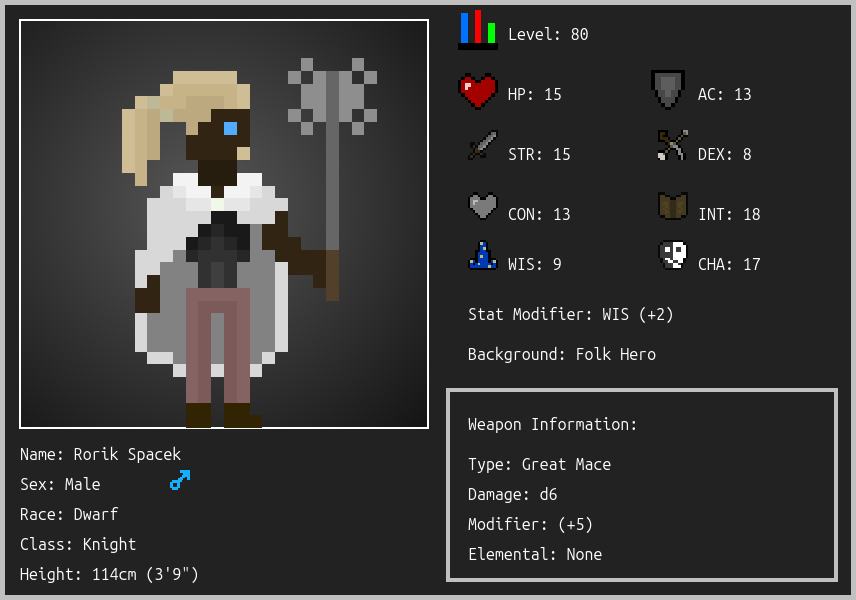 Level: 80
HP: 15
AC: 13
STR: 15
DEX: 8
CON: 13
INT: 18
WIS: 9
CHA: 17
Stat Modifier: WIS (+2)
Background: Folk Hero
Weapon Information:
Type: Great Mace
Damage: d6
Modifier: (+5)
Elemental: None
Name: Rorik Spacek
Sex: Male
Race: Dwarf
Class: Knight
Height: 114cm (3'9")